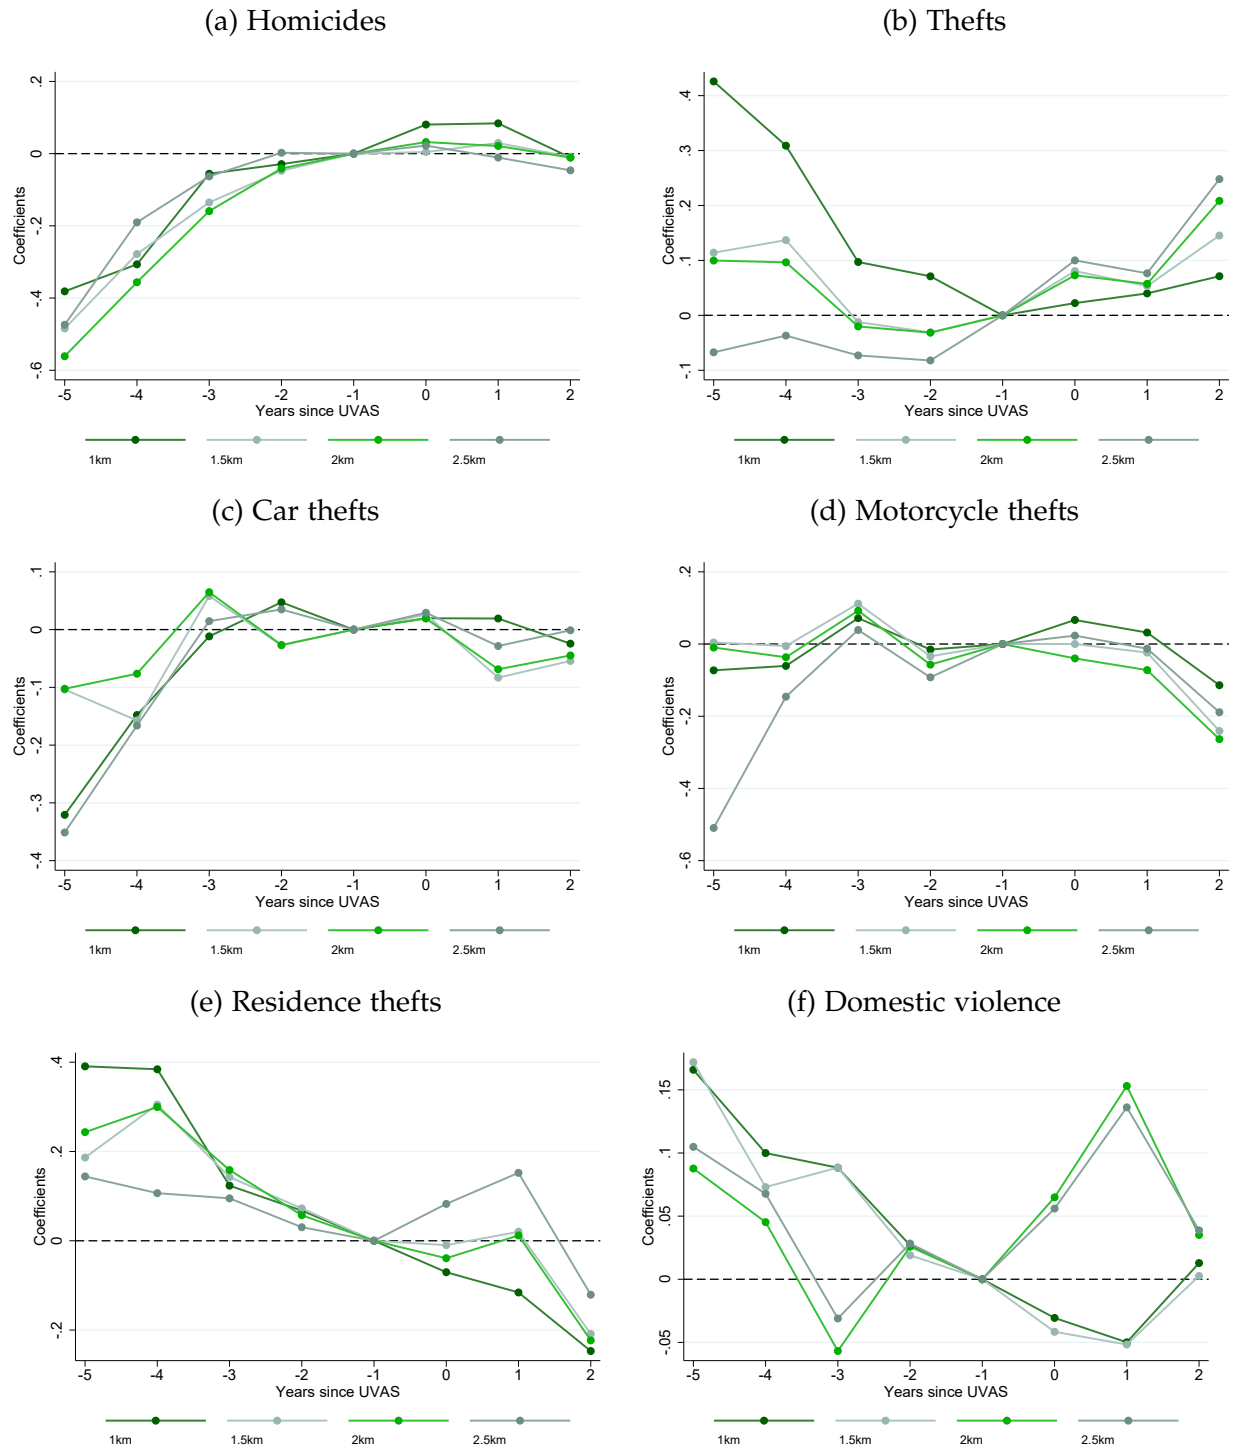 (a) Homicides
(b) Thefts
.2
0
-.2
-.4
-.6
Coefficients
-5 -4 -3 -2 -1 0 1 2
Years since UVAS
1km 1.5km 2km 2.5km
.4
.3
.2
.1
0
-.1
Coefficients
-5 -4 -3 -2 -1 0 1 2
Years since UVAS
1km 1.5km 2km 2.5km
(c) Car thefts
(d) Motorcycle thefts
.1
0
-.1
-.2
-.3
-.4
Coefficients
-5 -4 -3 -2 -1 0 1 2
Years since UVAS
1km 1.5km 2km 2.5km
.2
0
-.2
-.4
-.6
Coefficients
-5 -4 -3 -2 -1 0 1 2
Years since UVAS
1km 1.5km 2km 2.5km
(e) Residence thefts
(f) Domestic violence
.4
.2
0
-.2
Coefficients
-5 -4 -3 -2 -1 0 1 2
Years since UVAS
1km 1.5km 2km 2.5km
.15
.1
.05
0
-.05
Coefficients
-5 -4 -3 -2 -1 0 1 2
Years since UVAS
1km 1.5km 2km 2.5km